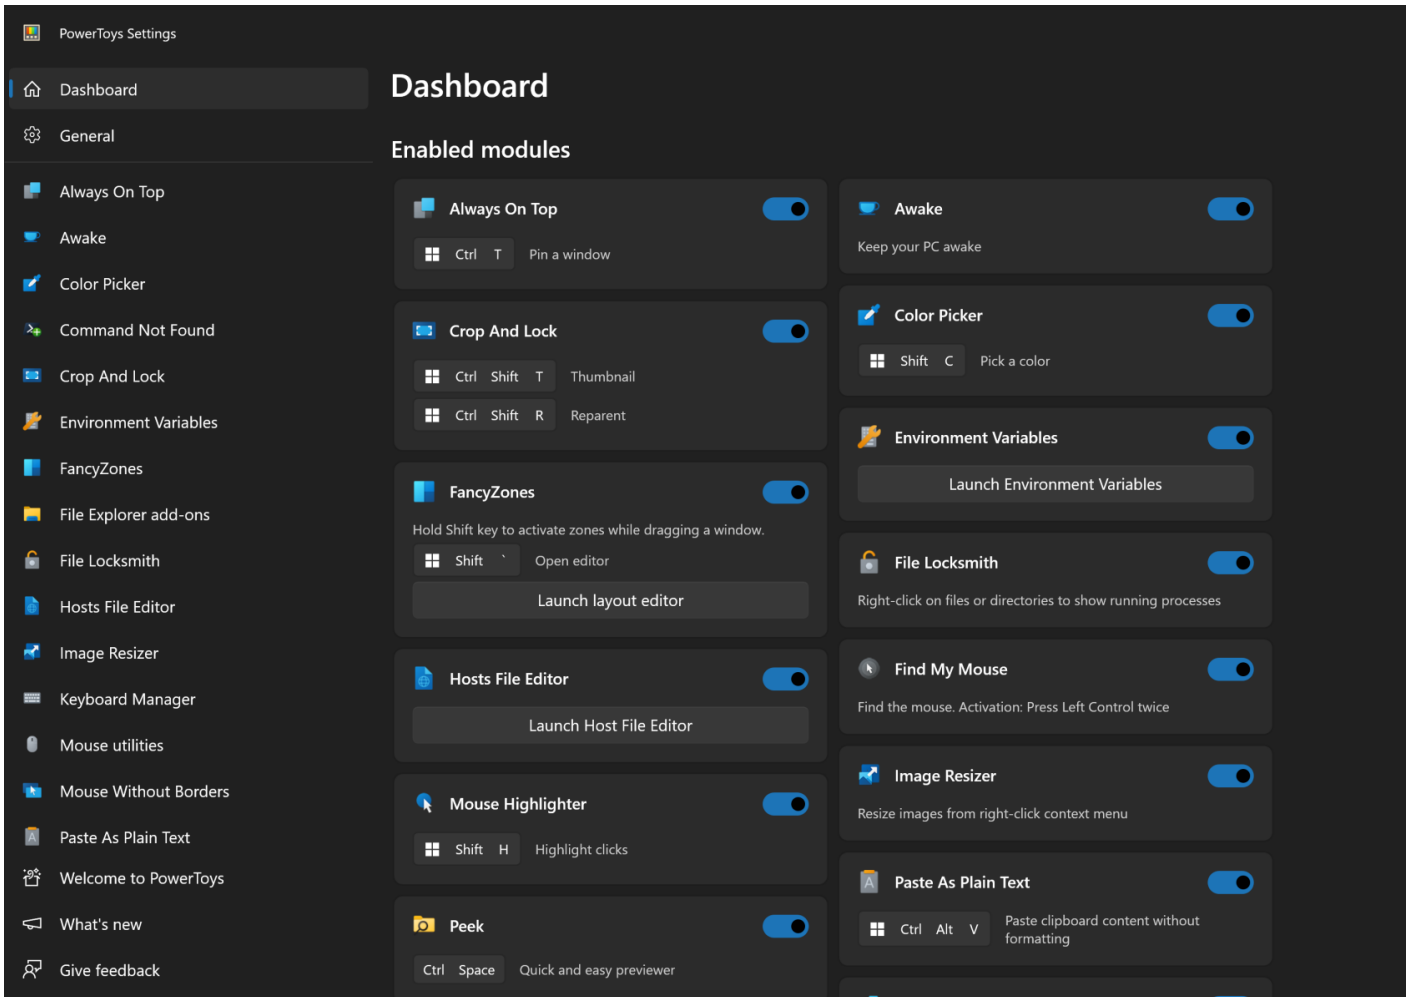 PowerToys Settings
Dashboard
General
Always On Top
Awake
Color Picker
Command Not Found
Crop And Lock
Environment Variables
FancyZones
File Explorer add-ons
File Locksmith
Hosts File Editor
Image Resizer
Keyboard Manager
Mouse utilities
Mouse Without Borders
Paste As Plain Text
Welcome to PowerToys
What's new
Give feedback
Dashboard
Enabled modules
Always On Top
Ctrl T Pin a window
Crop And Lock
Ctrl Shift T Thumbnail
Ctrl Shift R Reparent
FancyZones
Hold Shift key to activate zones while dragging a window.
Shift ` Open editor
Launch layout editor
Hosts File Editor
Launch Host File Editor
Mouse Highlighter
Shift H Highlight clicks
Peek
Ctrl Space Quick and easy previewer
Awake
Keep your PC awake
Color Picker
Shift C Pick a color
Environment Variables
Launch Environment Variables
File Locksmith
Right-click on files or directories to show running processes
Find My Mouse
Find the mouse. Activation: Press Left Control twice
Image Resizer
Resize images from right-click context menu
Paste As Plain Text
Ctrl Alt V Paste clipboard content without
formatting